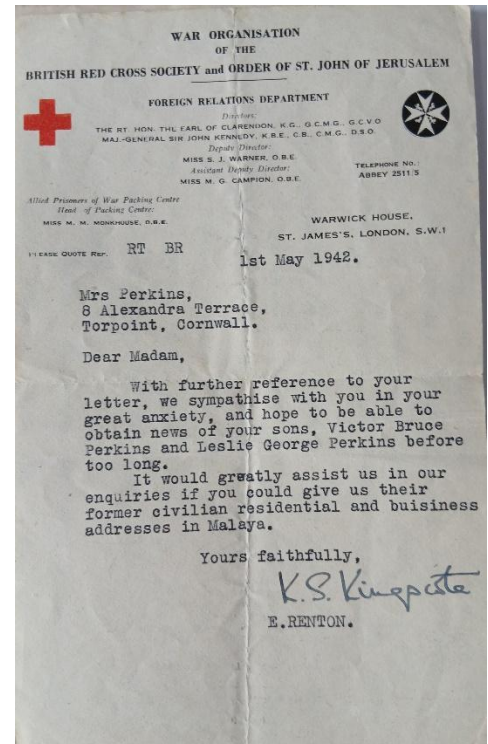 WAR ORGANISATION
OF THE
BRITISH RED CROSS SOCIETY and ORDER OF ST. JOHN OF JERUSALEM
FOREIGN RELATIONS DEPARTMENT
Directors:
THE RT. HON. THE EARL OF CLARENDON, K.G., G.C.M.G., G.C.V.O
MAJ.-GENERAL SIR JOHN KENNEDY, K.B.E., C.B., C.M.G., D.S.O.
Deputy Director:
MISS S. J. WARNER, O.B.E.
Assistant Deputy Director:
MISS M. G. CAMPION, O.B.E.
TELEPHONE NO.:
ABBEY 2511/5
Allied Prisoners of War Packing Centre
Head of Packing Centre:
MISS M. M. MONKHOUSE, O.B.E.
WARWICK HOUSE,
ST. JAMES'S, LONDON, S.W.1
PLEASE QUOTE REF. RT BR
1st May 1942.
Mrs Perkins,
8 Alexandra Terrace,
Torpoint, Cornwall.
Dear Madam,
With further reference to your
letter, we sympathise with you in your
great anxiety, and hope to be able to
obtain news of your sons, Victor Bruce
Perkins and Leslie George Perkins before
too long.
It would greatly assist us in our
enquiries if you could give us their
former civilian residential and buisiness
addresses in Malaya.
Yours faithfully,
K.S. Kingscote
E.RENTON.